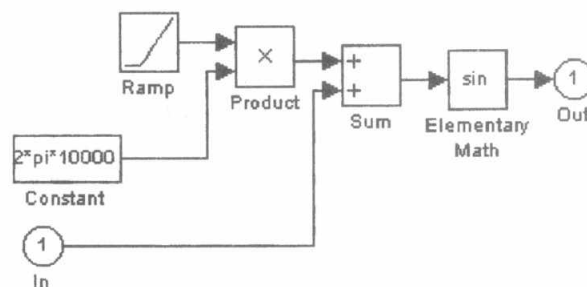 Ramp
×
Product
+
+
Sum
sin
Elementary
Math
1
Out
2*pi*10000
Constant
1
In